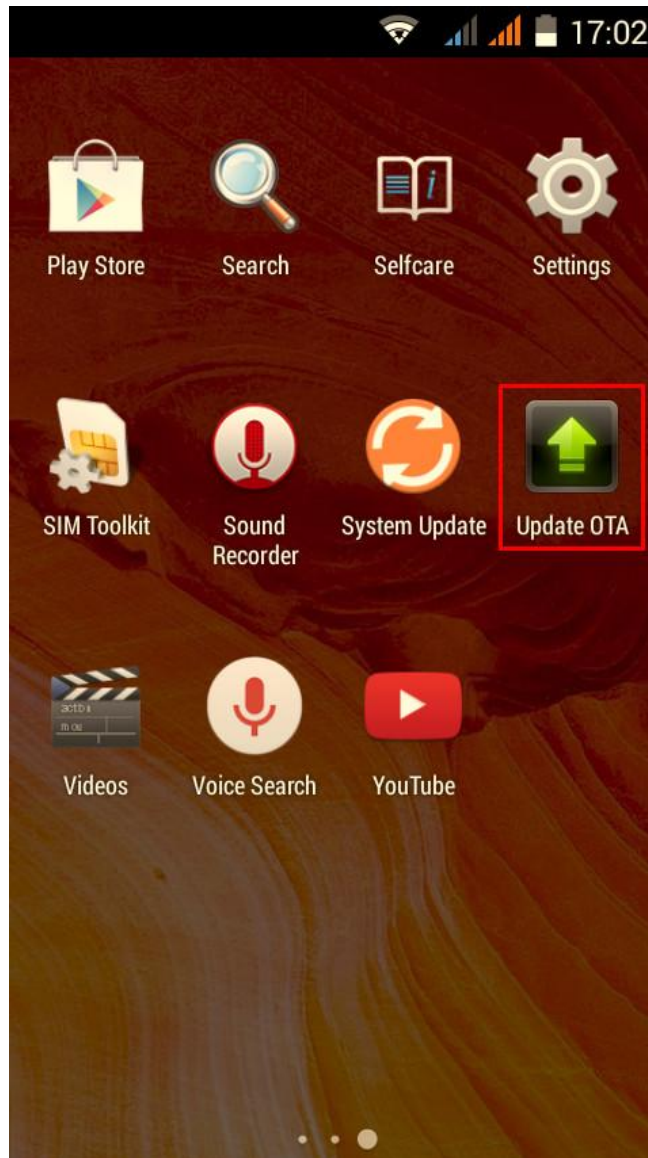 17:02
Play Store
Search
Selfcare
Settings
SIM Toolkit
Sound
Recorder
System Update
Update OTA
Videos
Voice Search
YouTube